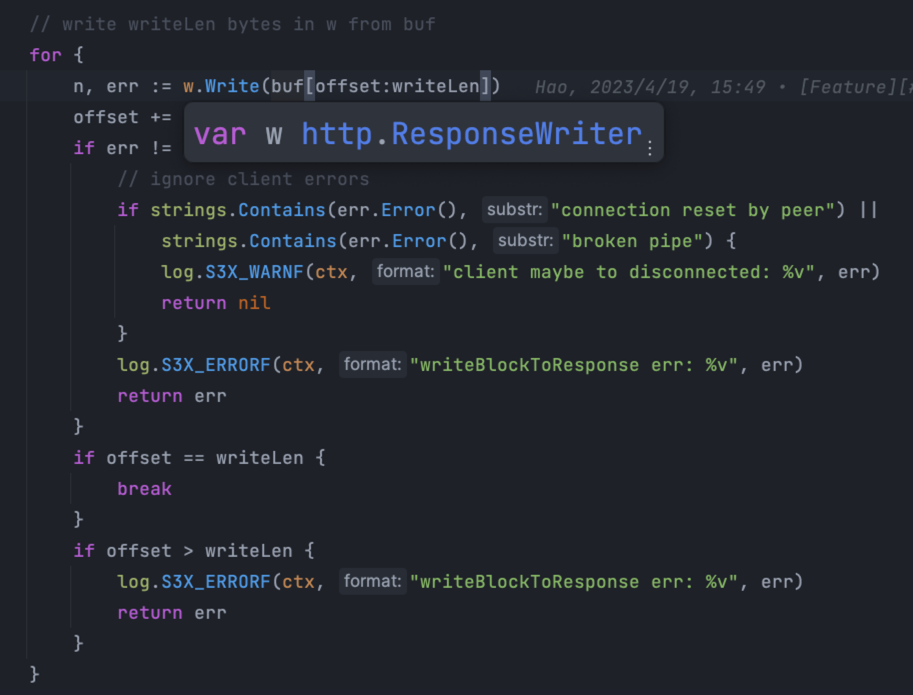 // write writeLen bytes in w from buf
for {
n, err := w.Write(buf[offset:writeLen]) Hao, 2023/4/19, 15:49 • [Feature][#
offset +=
var w http.ResponseWriter
if err !=
// ignore client errors
if strings.Contains(err.Error(), substr: "connection reset by peer") ||
strings.Contains(err.Error(), substr: "broken pipe") {
log.S3X_WARNF(ctx, format: "client maybe to disconnected: %v", err)
return nil
}
log.S3X_ERRORF(ctx, format: "writeBlockToResponse err: %v", err)
return err
}
if offset == writeLen {
break
}
if offset > writeLen {
log.S3X_ERRORF(ctx, format: "writeBlockToResponse err: %v", err)
return err
}
}